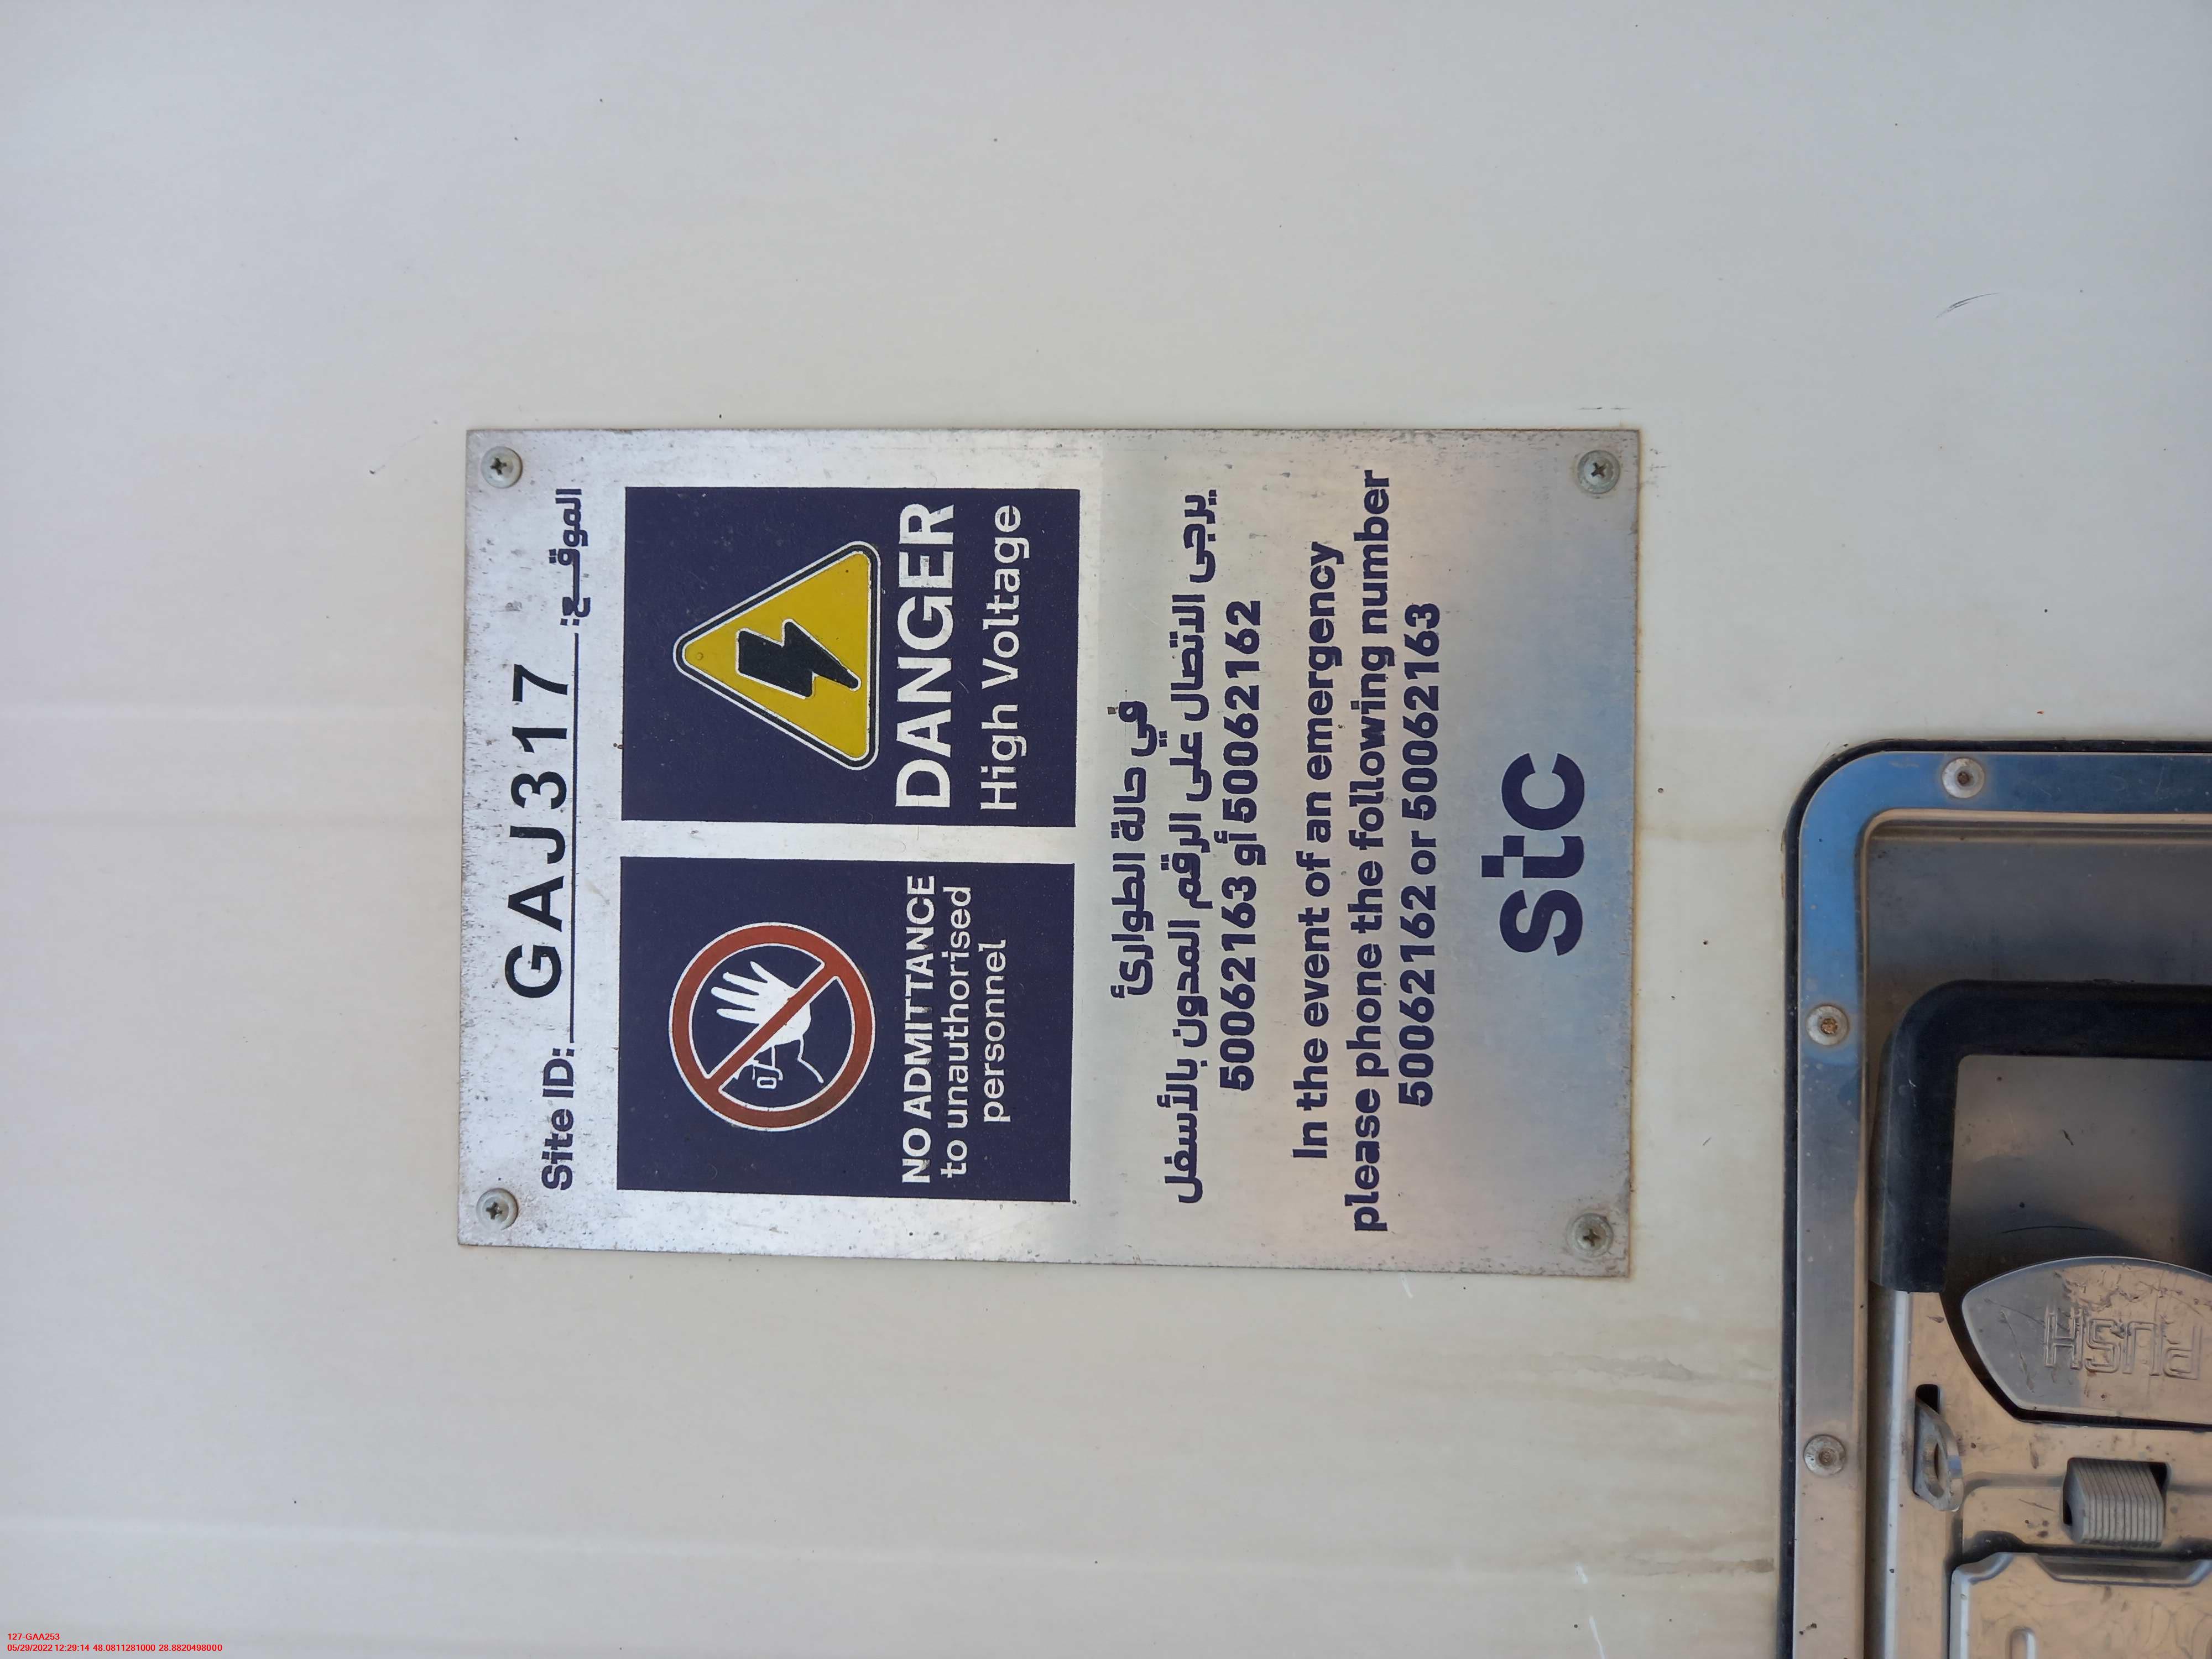 Site ID: GAJ317 الموقع:
NO ADMITTANCE
to unauthorised
personnel
DANGER
High Voltage
في حالة الطوارئ
يرجى الاتصال على الرقم المدون بالأسفل
50062163 أو 50062162
In the event of an emergency
please phone the following number
50062162 or 50062163
stc
PUSH
127-GAA253
05/29/2022 12:29:14 48.0811281000 28.8820498000